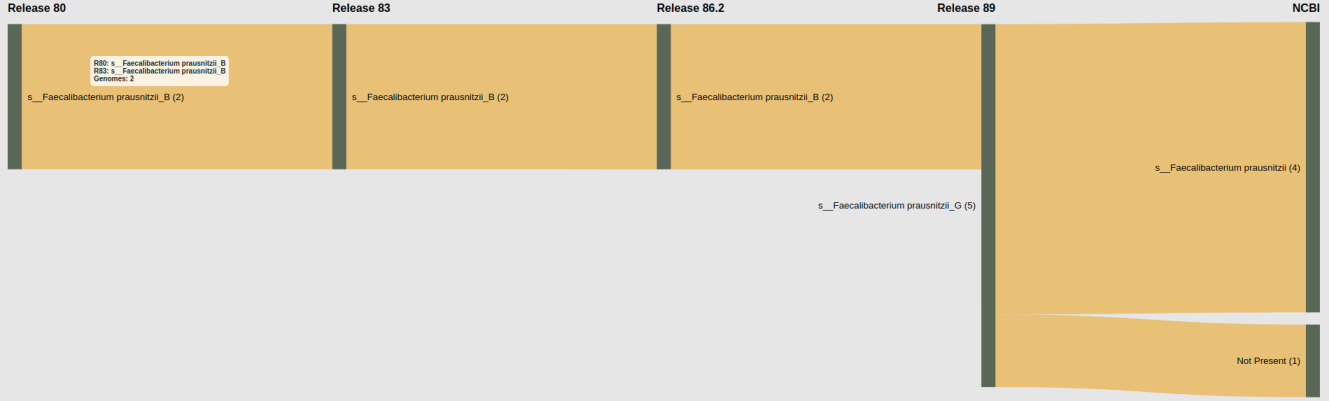 Release 80
Release 83
Release 86.2
Release 89
NCBI
R80: s__Faecalibacterium prausnitzii_B
R83: s__Faecalibacterium prausnitzii_B
Genomes: 2
s__Faecalibacterium prausnitzii_B (2)
s__Faecalibacterium prausnitzii_B (2)
s__Faecalibacterium prausnitzii_B (2)
s__Faecalibacterium prausnitzii (4)
s__Faecalibacterium prausnitzii_G (5)
Not Present (1)